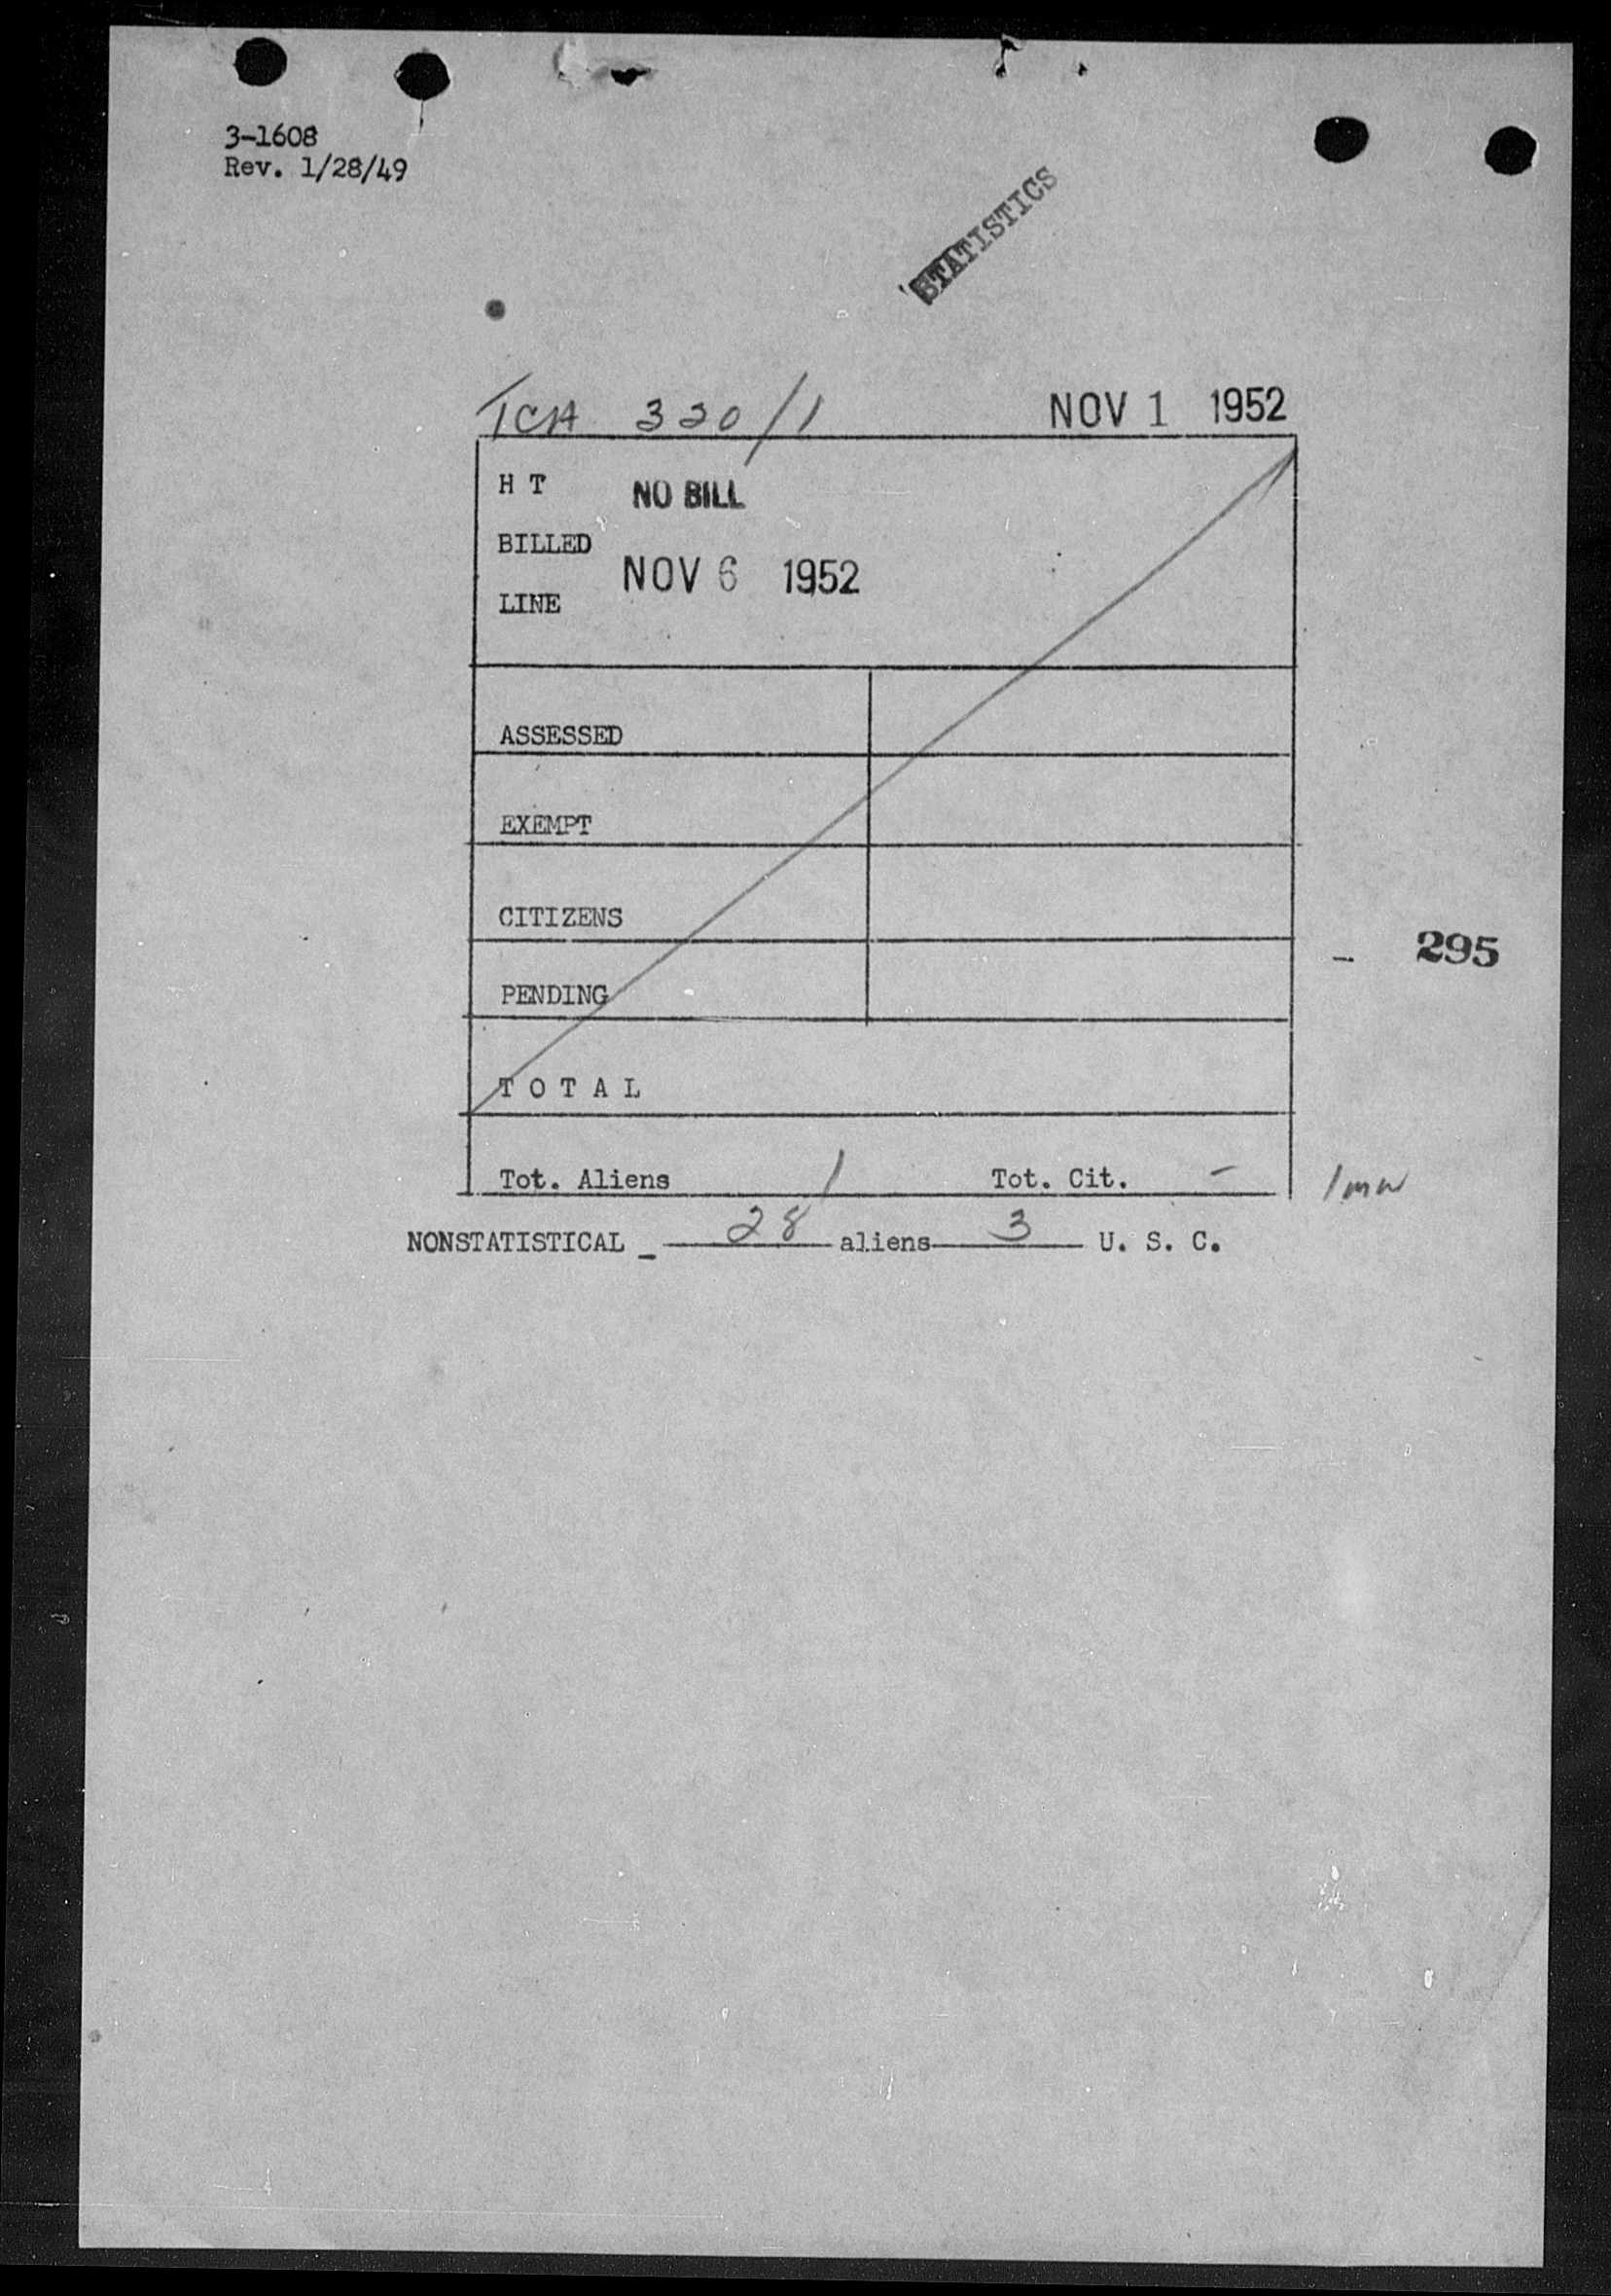 3-1608
Rev. 1/28/49
STATISTICS
TCA 320/1 NOV 1 1952
H T NO BILL
BILLED
NOV 6 1952
LINE
ASSESSED
EXEMPT
CITIZENS
295
PENDING
T O T A L
Tot. Aliens 1 Tot. Cit. -
NONSTATISTICAL - 28 aliens 3 U. S. C.